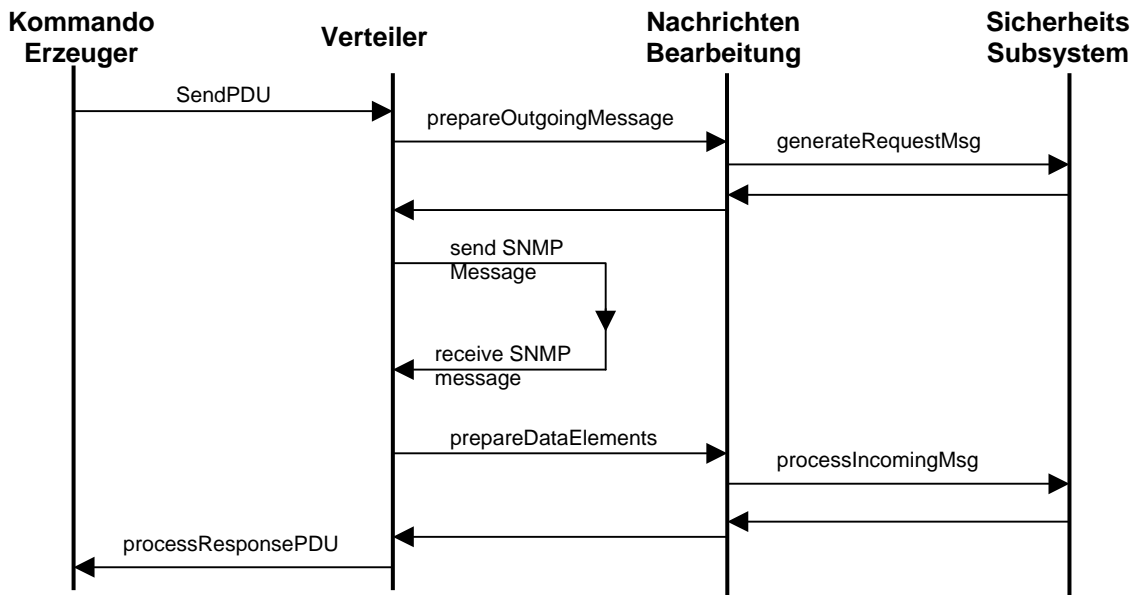 Kommando
Erzeuger
Verteiler
Nachrichten
Bearbeitung
Sicherheits
Subsystem
SendPDU
prepareOutgoingMessage
generateRequestMsg
send SNMP
Message
receive SNMP
message
prepareDataElements
processIncomingMsg
processResponsePDU